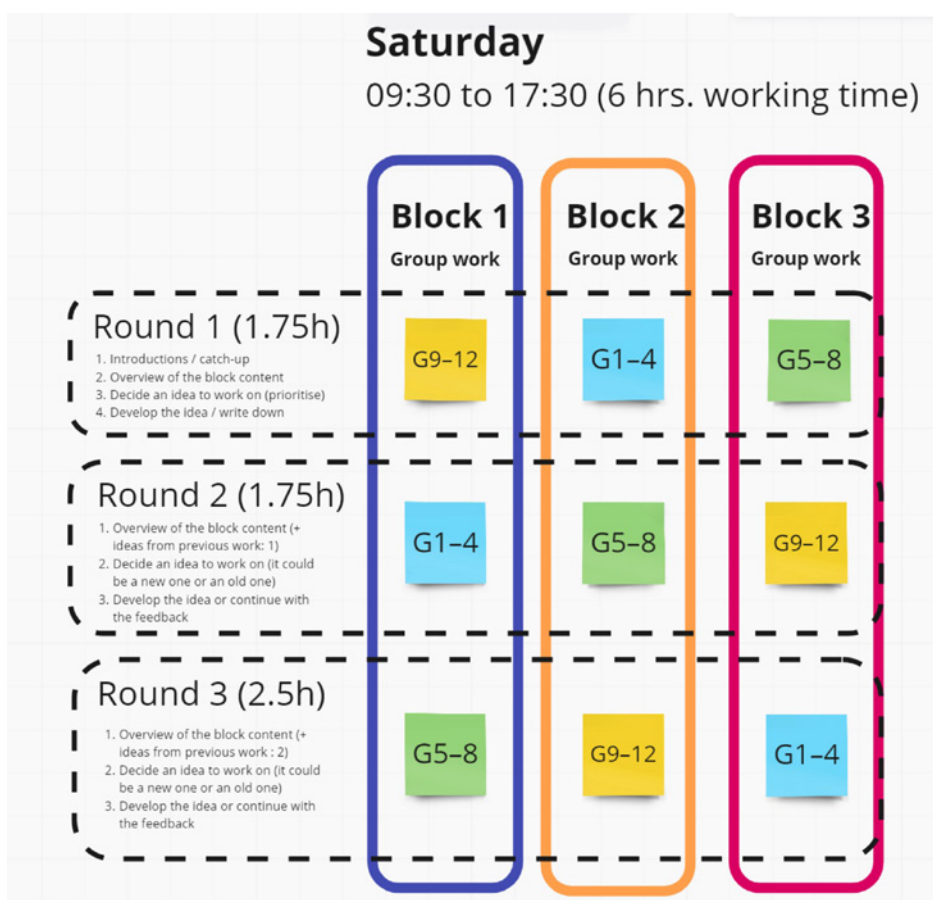 Saturday
09:30 to 17:30 (6 hrs. working time)
Block 1
Group work
Block 2
Group work
Block 3
Group work
Round 1 (1.75h)
1. Introductions / catch-up
2. Overview of the block content
3. Decide an idea to work on (prioritise)
4. Develop the idea / write down
G9–12
G1–4
G5–8
Round 2 (1.75h)
1. Overview of the block content (+
ideas from previous work: 1)
2. Decide an idea to work on (it could
be a new one or an old one)
3. Develop the idea or continue with
the feedback
G1–4
G5–8
G9–12
Round 3 (2.5h)
1. Overview of the block content (+
ideas from previous work : 2)
2. Decide an idea to work on (it could
be a new one or an old one)
3. Develop the idea or continue with
the feedback
G5–8
G9–12
G1–4